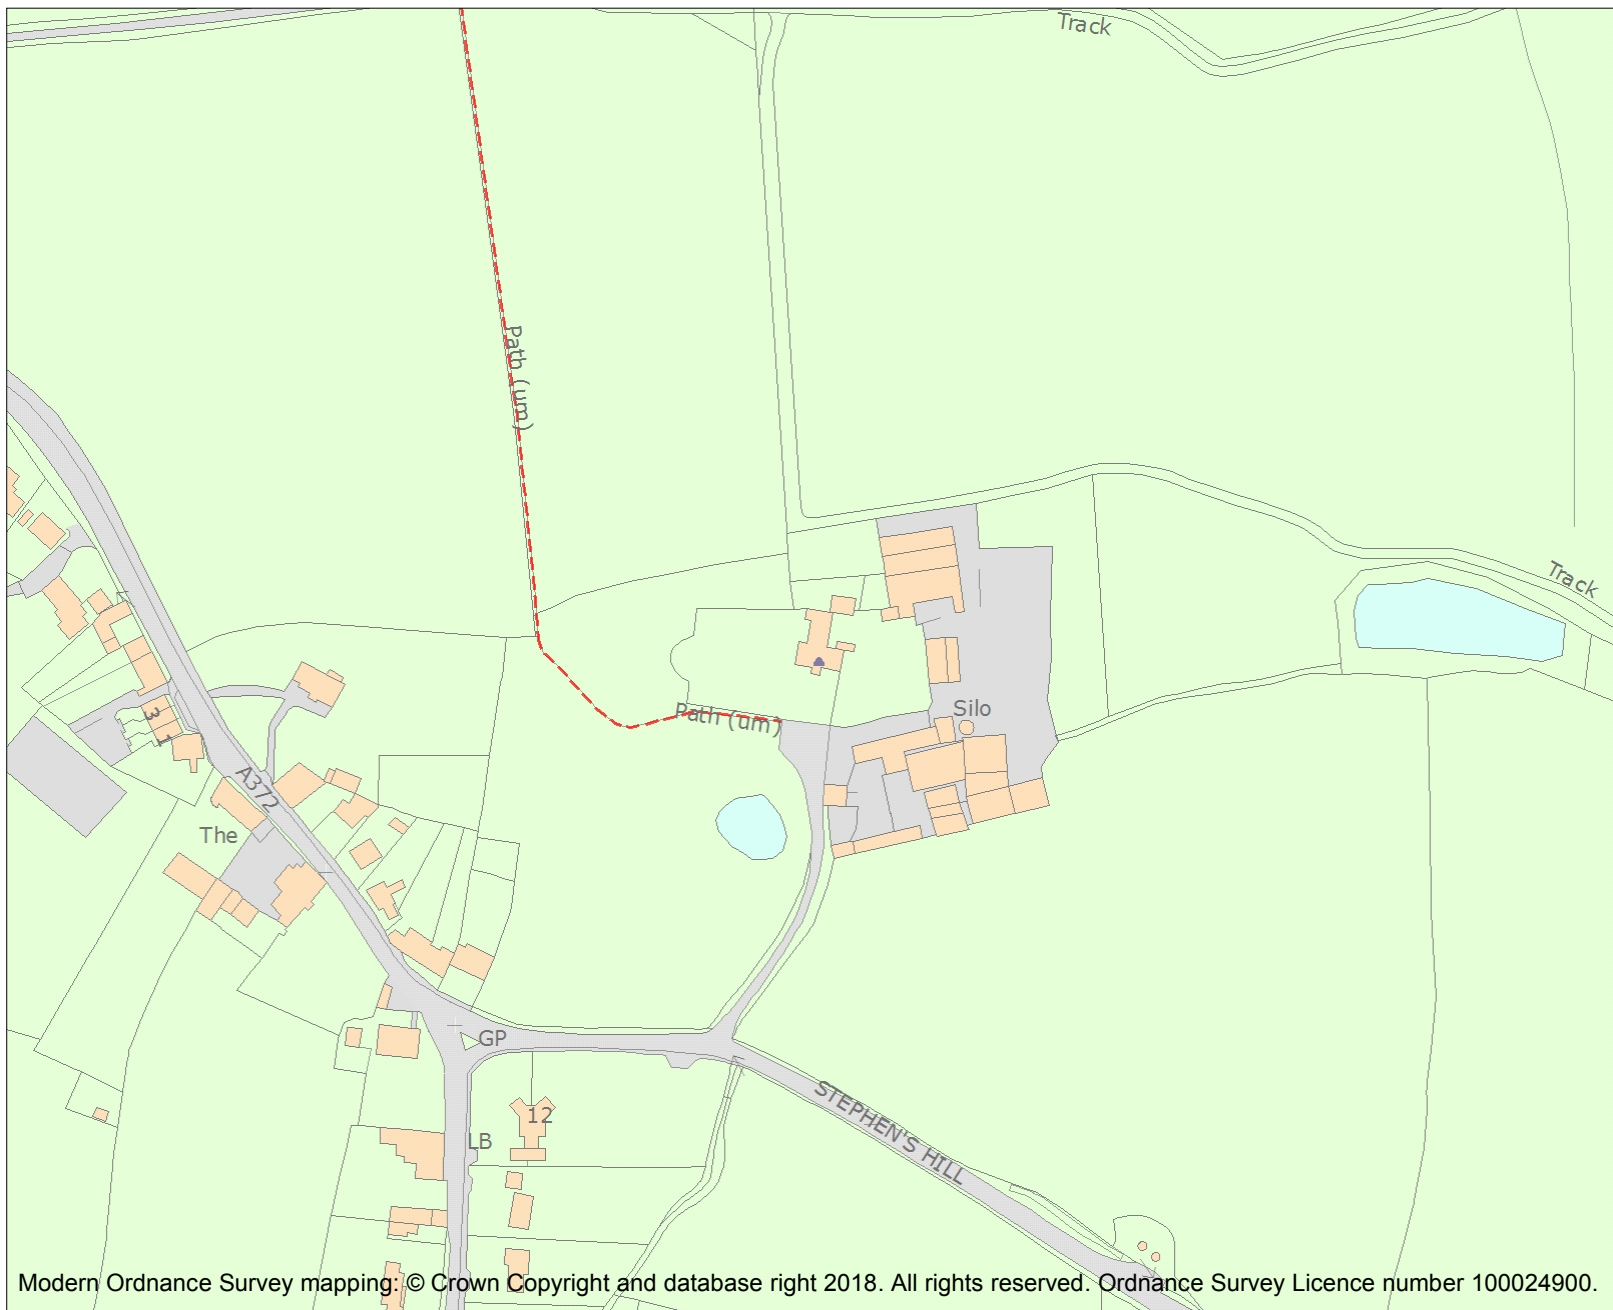 Track
Path (um)
Track
Silo
Path (um)
3
1
A372
The
GP
12
LB
STEPHEN'S HILL
Modern Ordnance Survey mapping: © Crown Copyright and database right 2018. All rights reserved. Ordnance Survey Licence number 100024900.